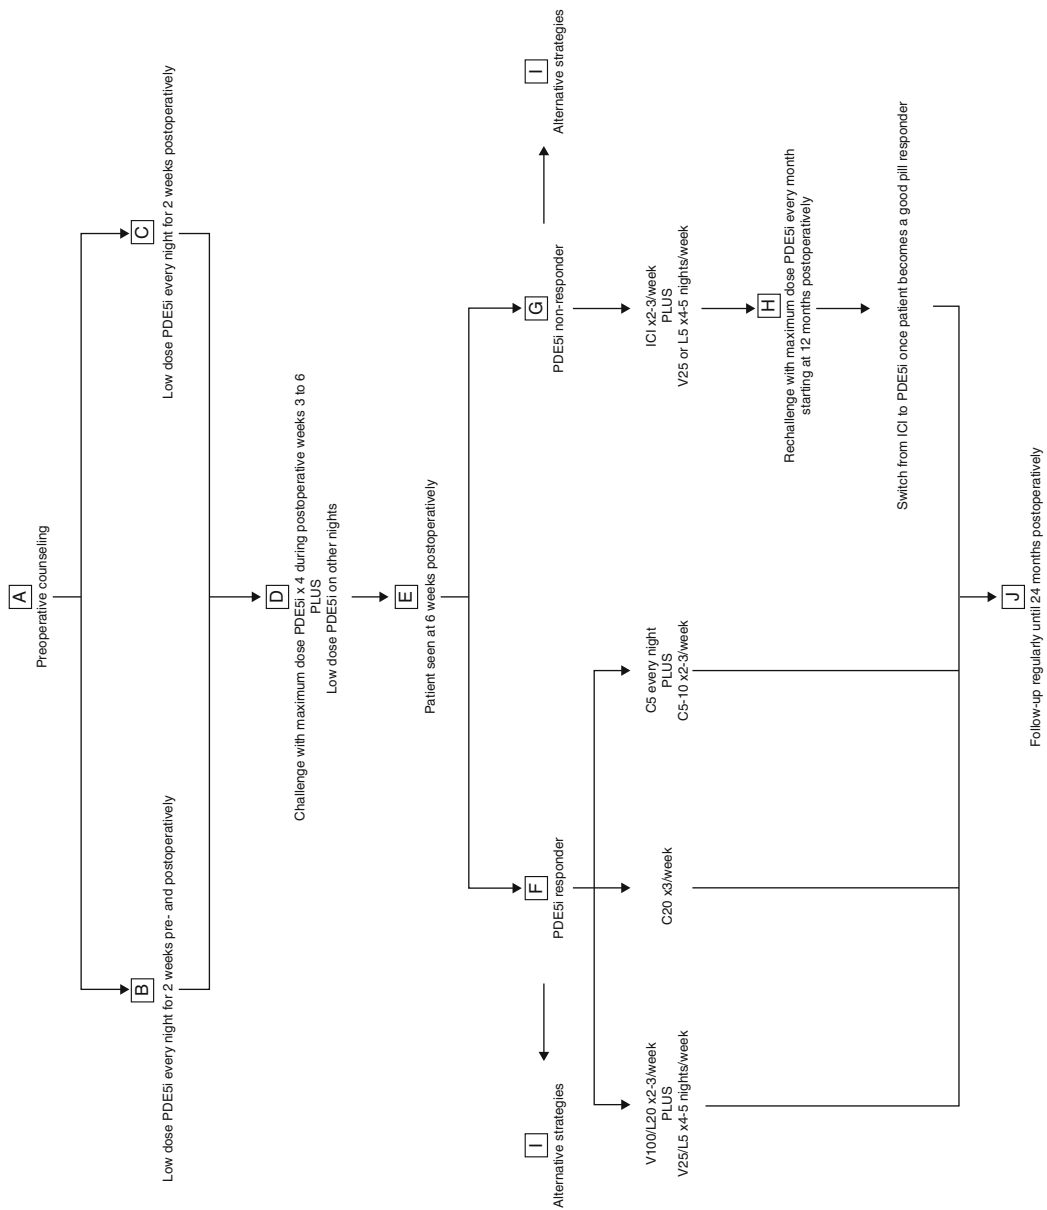 A
Preoperative counseling
B
Low dose PDE5i every night for 2 weeks pre- and postoperatively
C
Low dose PDE5i every night for 2 weeks postoperatively
D
Challenge with maximum dose PDE5i x 4 during postoperative weeks 3 to 6
PLUS
Low dose PDE5i on other nights
E
Patient seen at 6 weeks postoperatively
I
Alternative strategies
F
PDE5i responder
G
PDE5i non-responder
I
Alternative strategies
V100/L20 x2-3/week
PLUS
V25/L5 x4-5 nights/week
C20 x3/week
C5 every night
PLUS
C5-10 x2-3/week
ICI x2-3/week
PLUS
V25 or L5 x4-5 nights/week
H
Rechallenge with maximum dose PDE5i every month
starting at 12 months postoperatively
Switch from ICI to PDE5i once patient becomes a good pill responder
J
Follow-up regularly until 24 months postoperatively